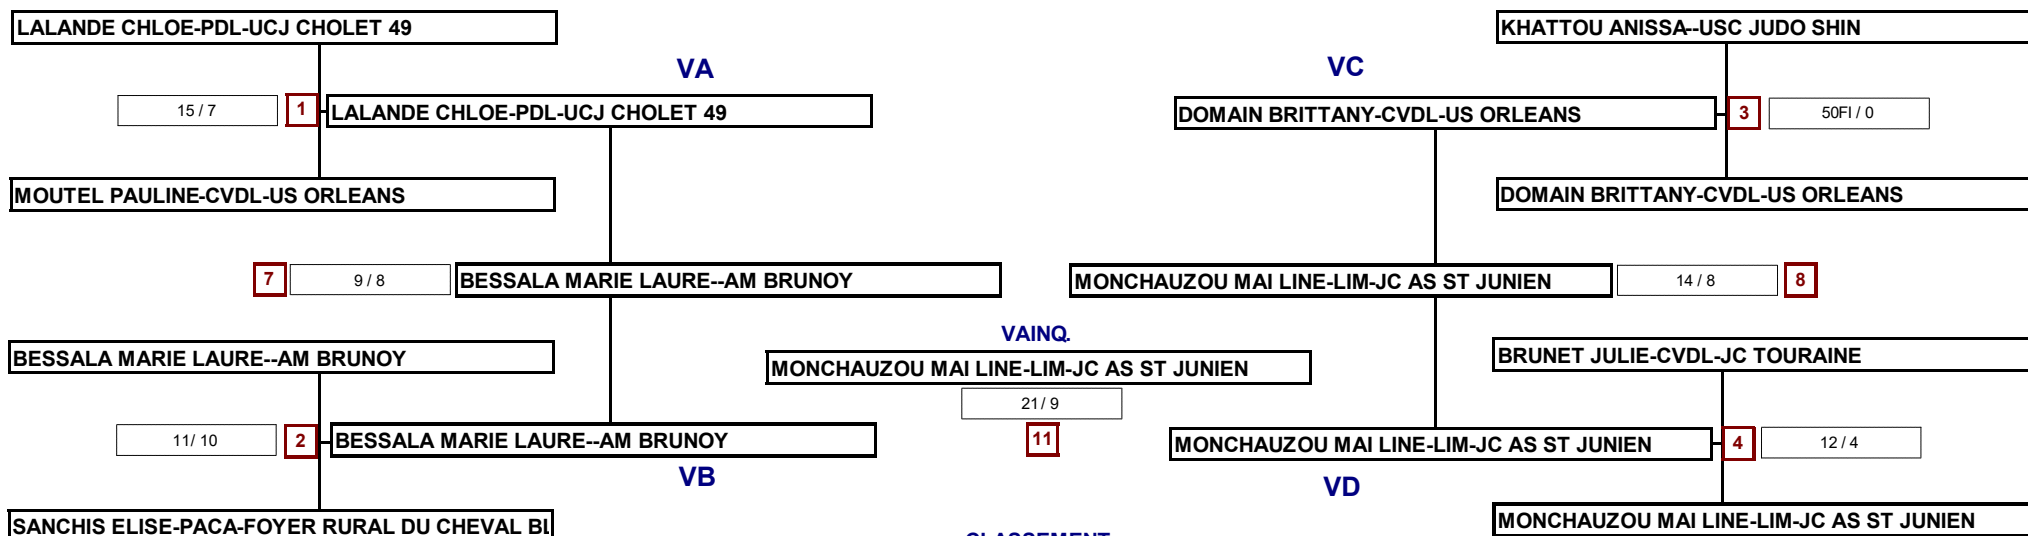 LALANDE CHLOE-PDL-UCJ CHOLET 49
KHATTOU ANISSA--USC JUDO SHIN
VA
VC
15 / 7
1
LALANDE CHLOE-PDL-UCJ CHOLET 49
DOMAIN BRITTANY-CVDL-US ORLEANS
3
50FI / 0
MOUTEL PAULINE-CVDL-US ORLEANS
DOMAIN BRITTANY-CVDL-US ORLEANS
7
9 / 8
BESSALA MARIE LAURE--AM BRUNOY
MONCHAUZOU MAI LINE-LIM-JC AS ST JUNIEN
14 / 8
8
VAINQ.
BESSALA MARIE LAURE--AM BRUNOY
MONCHAUZOU MAI LINE-LIM-JC AS ST JUNIEN
BRUNET JULIE-CVDL-JC TOURAINE
21 / 9
11/ 10
2
BESSALA MARIE LAURE--AM BRUNOY
11
MONCHAUZOU MAI LINE-LIM-JC AS ST JUNIEN
4
12 / 4
VB
VD
SANCHIS ELISE-PACA-FOYER RURAL DU CHEVAL BL
MONCHAUZOU MAI LINE-LIM-JC AS ST JUNIEN
CLASSEMENT